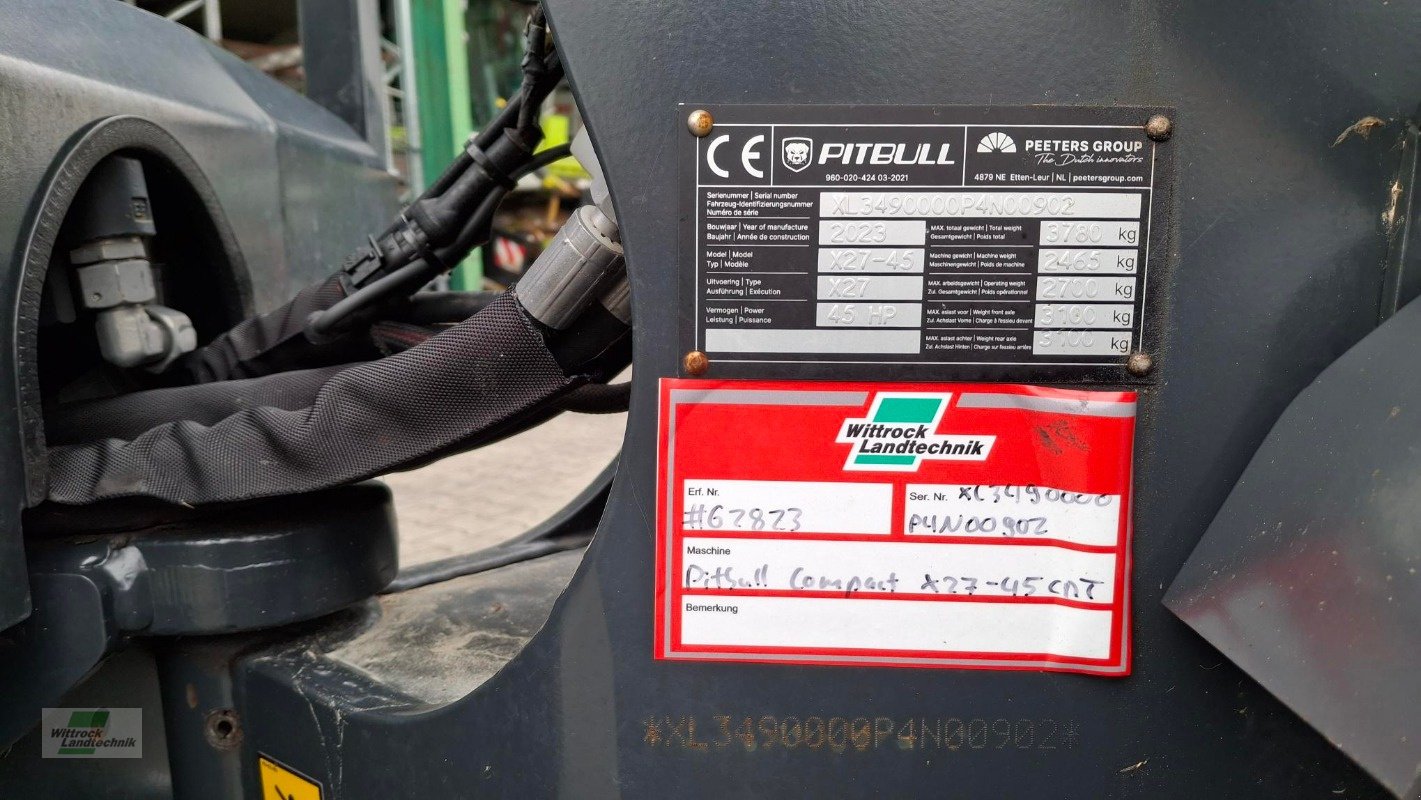 CE PITBULL
960-020-424 03-2021
PEETERS GROUP
The Dutch innovators
4879 NE Etten-Leur | NL | peetersgroup.com
Serienummer | Serial number
Fahrzeug-Identifizierungsnummer
Numéro de série
XL3490000P4N00902
Bouwjaar | Year of manufacture
Baujahr | Année de construction
2023
MAX. totaal gewicht | Total weight
Gesamtgewicht | Poids total
3780 kg
Model | Model
Typ | Modèle
X27-45
Machine gewicht | Machine weight
Maschinengewicht | Poids de machine
2465 kg
Uitvoering | Type
Ausführung | Exécution
X27
MAX. arbeidsgewicht | Operating weight
Zul. Gesamtgewicht | Poids opérationnel
2700 kg
Vermogen | Power
Leistung | Puissance
45 HP
MAX. aslast voor | Weight front axle
Zul. Achslast Vorne | Charge à fessieu devant
3100 kg
MAX. aslast achter | Weight rear axle
Zul. Achslast Hinten | Charge sur fessieu arrière
3100 kg
Wittrock
Landtechnik
Erf. Nr.
#62823
Ser. Nr. XL3490000
P4N00902
Maschine
Pitbull Compact X27-45 CAT
Bemerkung
*XL3490000P4N00902*
Wittrock
Landtechnik